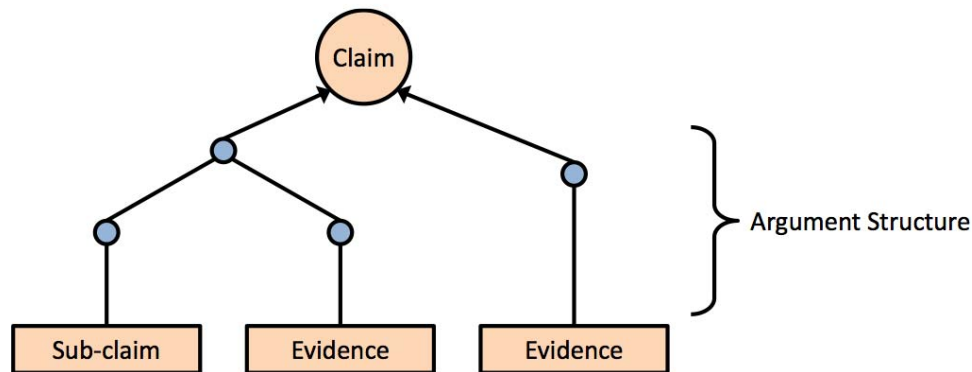 Claim
Argument Structure
Sub-claim
Evidence
Evidence